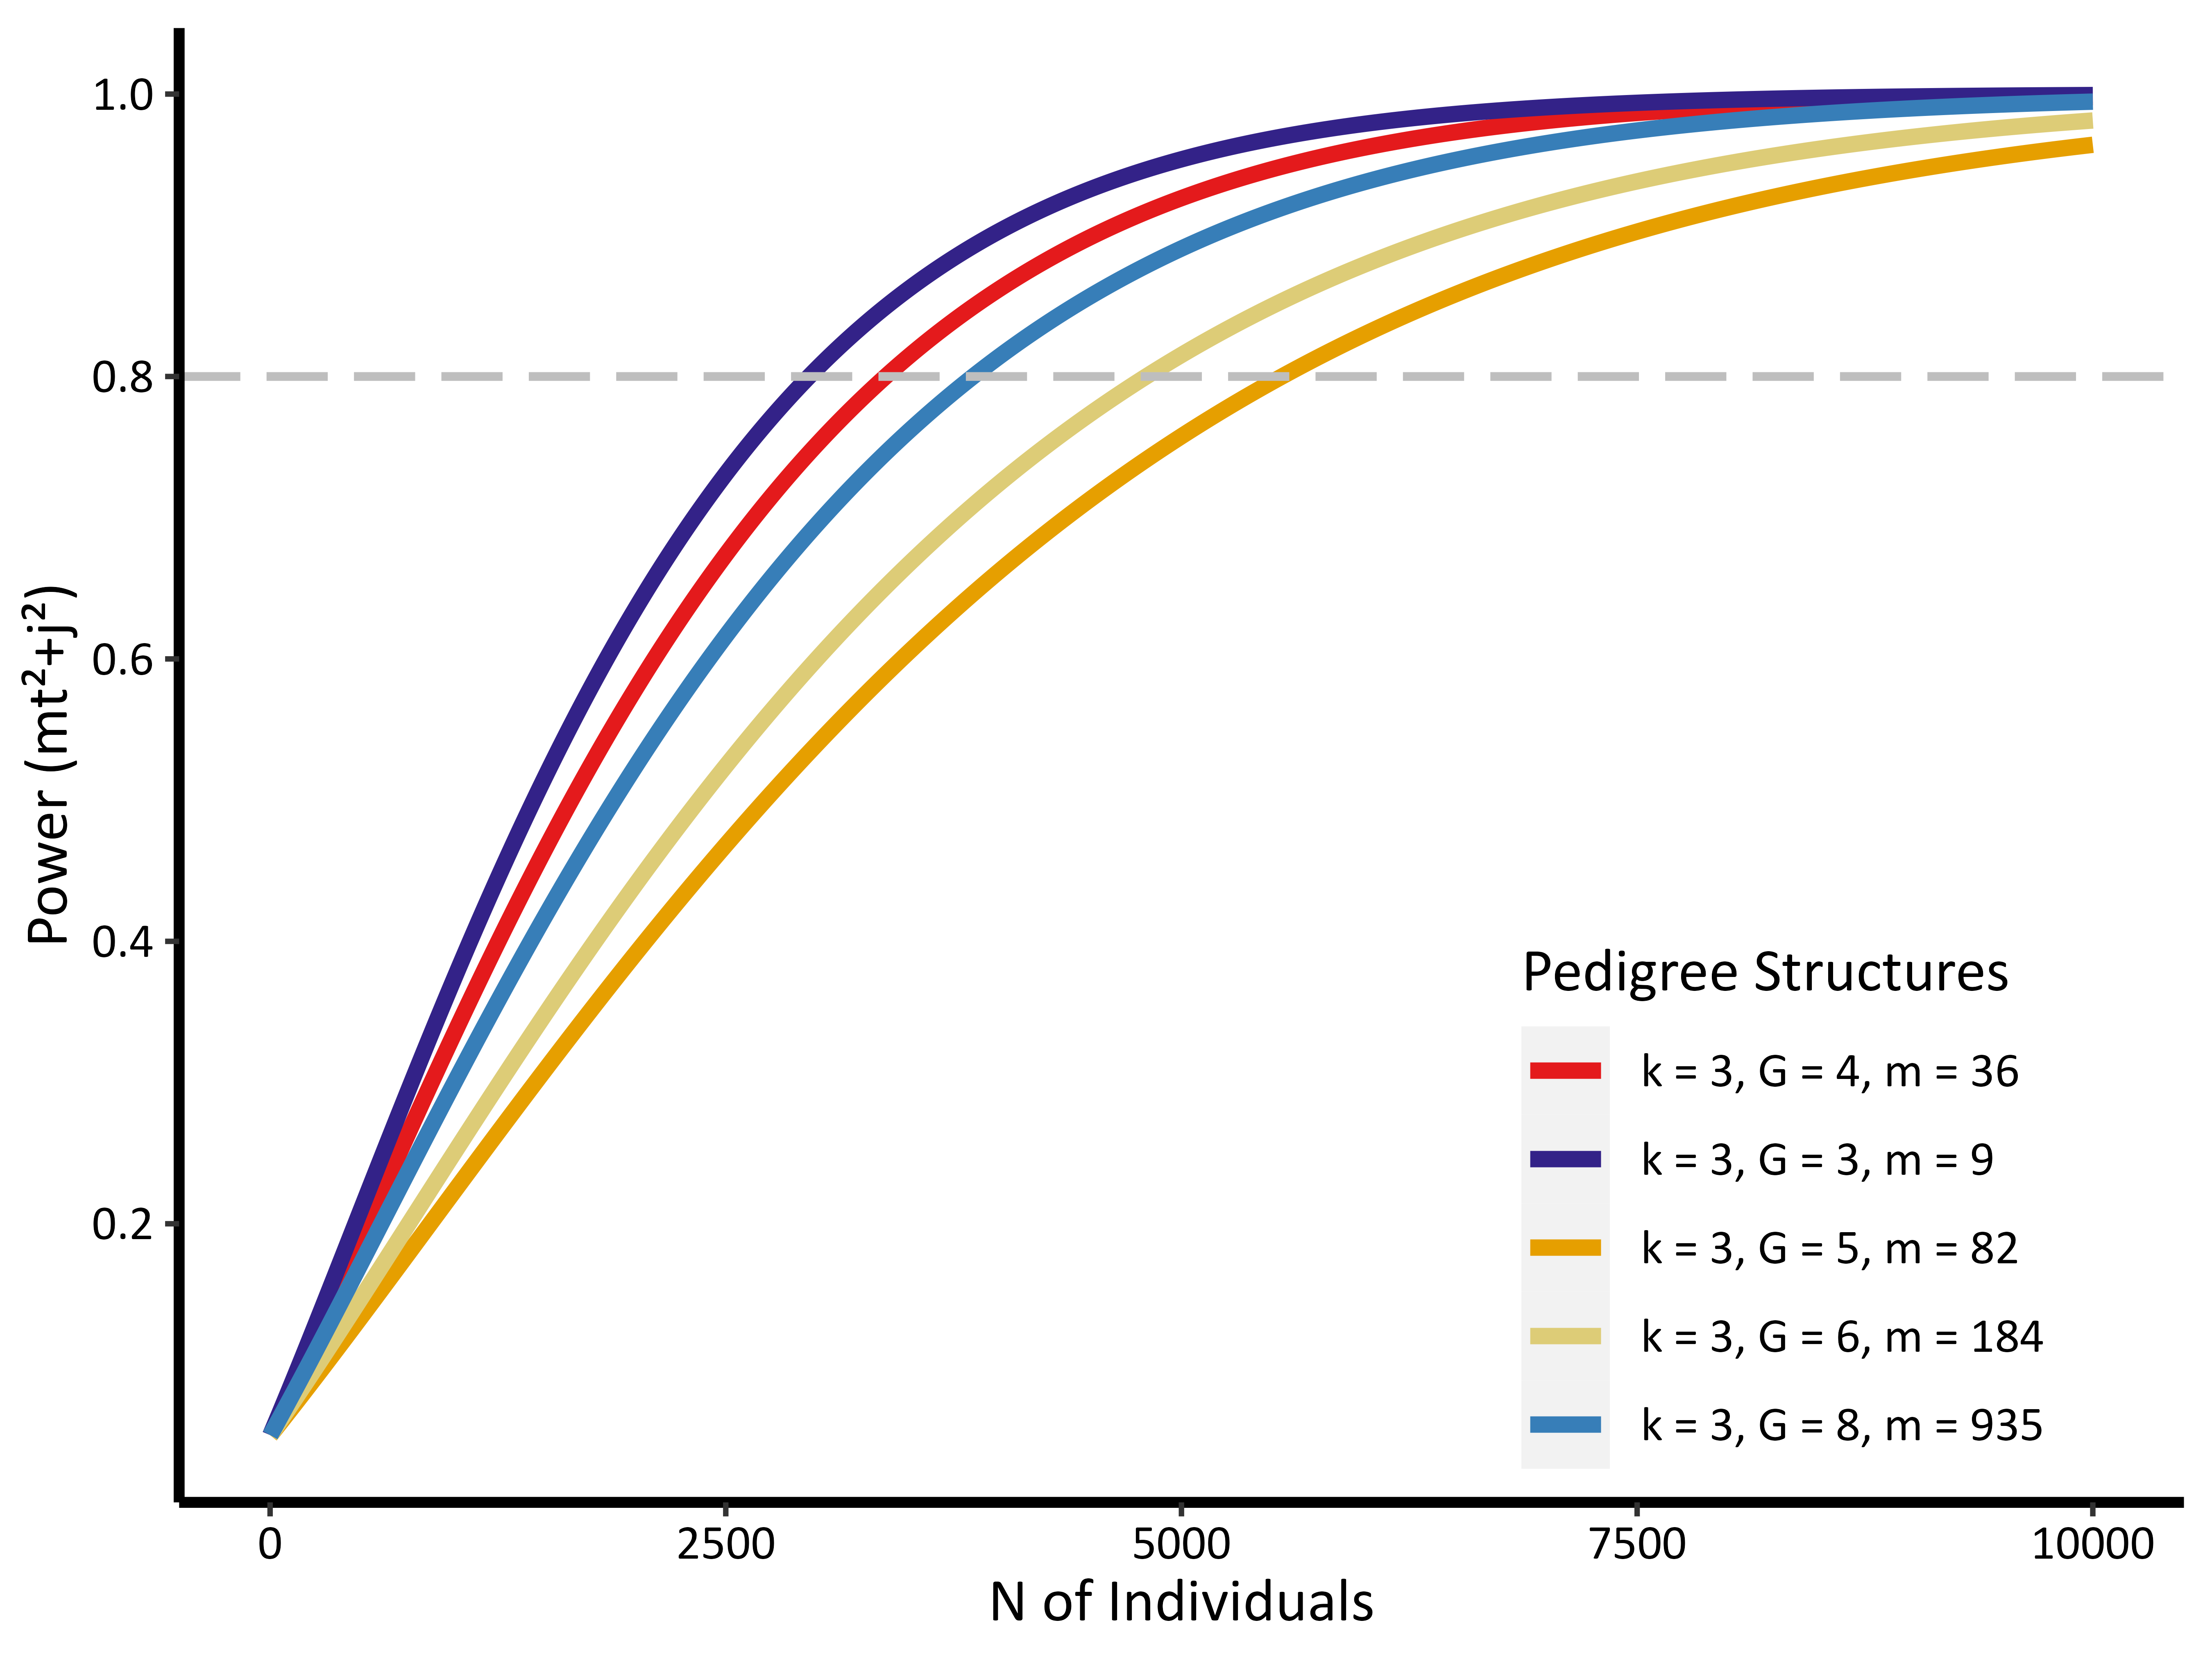 Power (mt²+j²)
1.0
0.8
0.6
0.4
0.2
Pedigree Structures
k = 3, G = 4, m = 36
k = 3, G = 3, m = 9
k = 3, G = 5, m = 82
k = 3, G = 6, m = 184
k = 3, G = 8, m = 935
0 2500 5000 7500 10000
N of Individuals